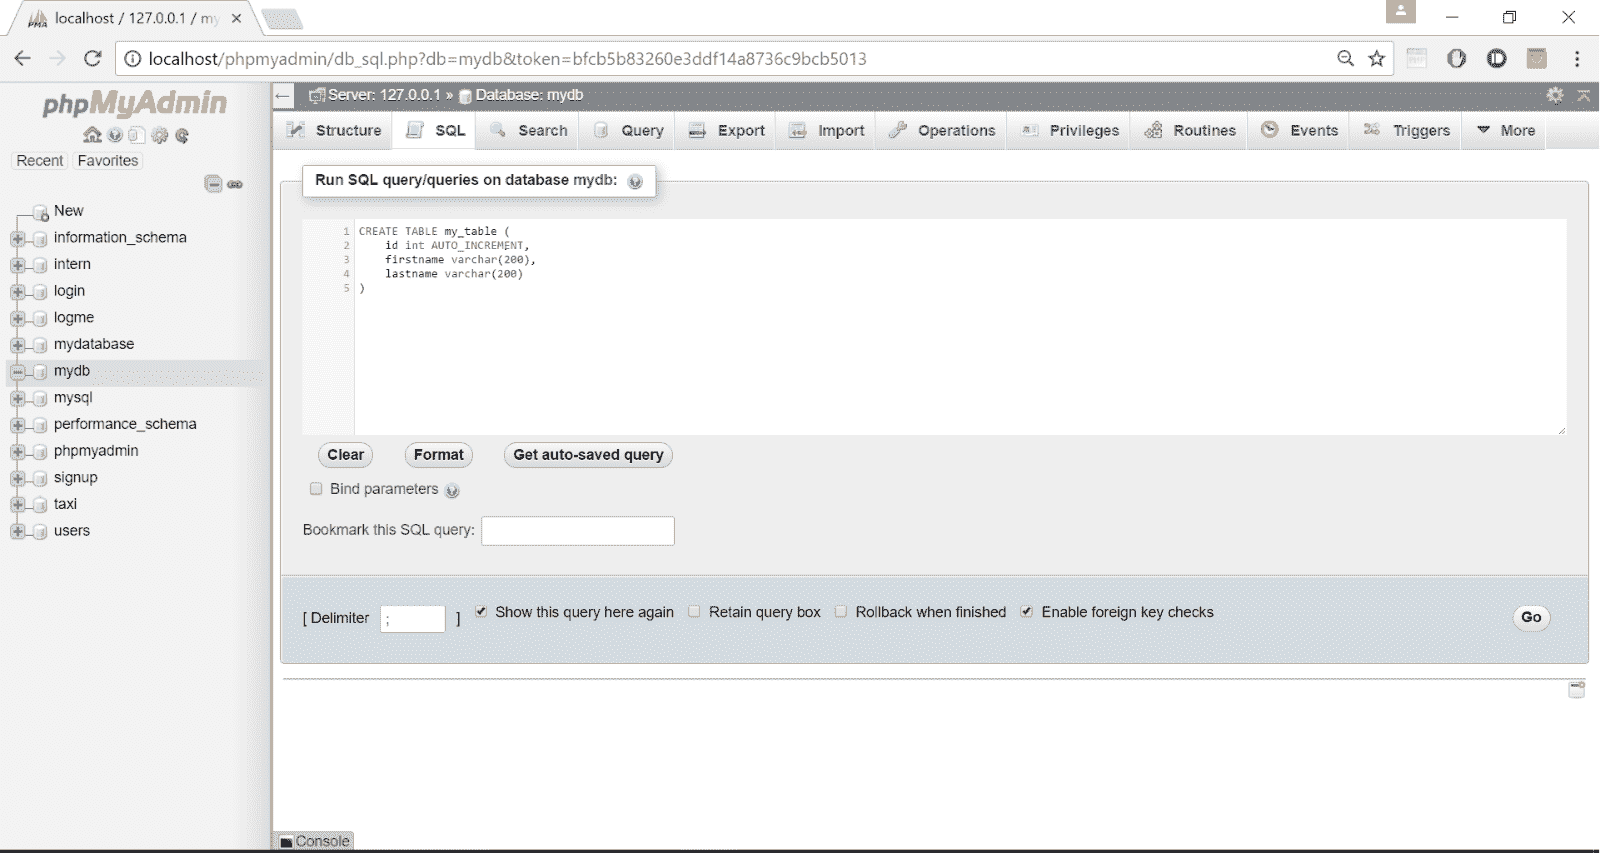 localhost / 127.0.0.1 / my
localhost/phpmyadmin/db_sql.php?db=mydb&token=bfcb5b83260e3ddf14a8736c9bcb5013
phpMyAdmin
Recent Favorites
New
information_schema
intern
login
logme
mydatabase
mydb
mysql
performance_schema
phpmyadmin
signup
taxi
users
Server: 127.0.0.1 » Database: mydb
Structure SQL Search Query Export Import Operations Privileges Routines Events Triggers More
Run SQL query/queries on database mydb:
1 CREATE TABLE my_table (
2 id int AUTO_INCREMENT,
3 firstname varchar(200),
4 lastname varchar(200)
5 )
Clear Format Get auto-saved query
Bind parameters
Bookmark this SQL query:
[ Delimiter ; ] Show this query here again Retain query box Rollback when finished Enable foreign key checks Go
Console